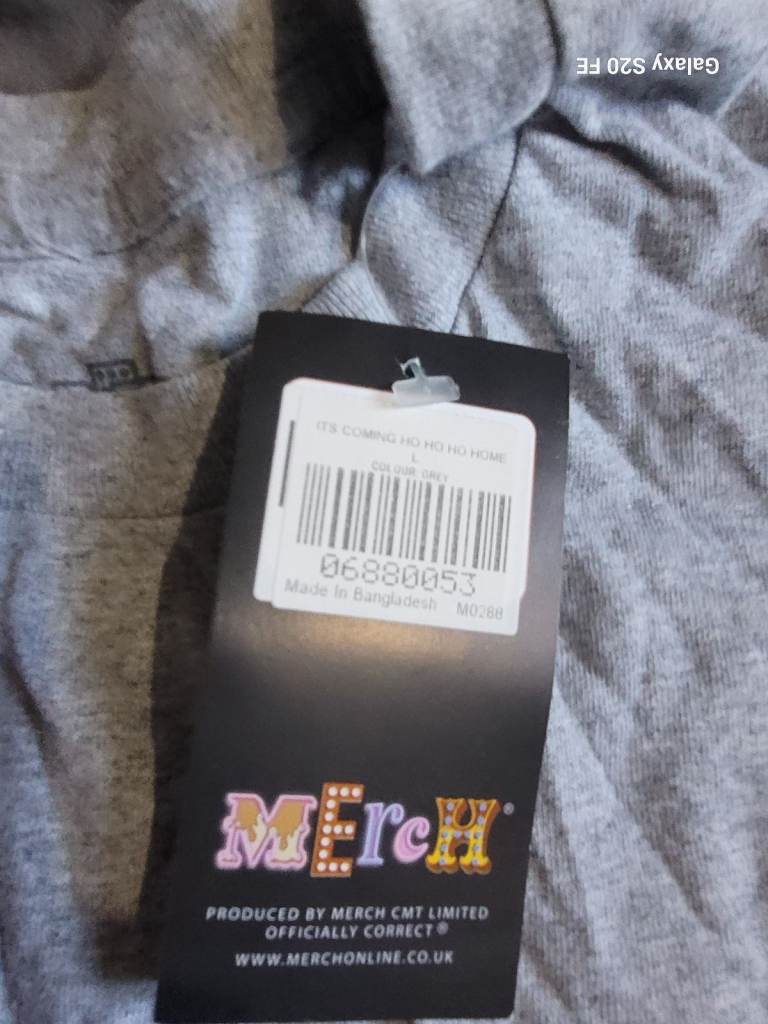 Galaxy S20 FE
ITS COMING HO HO HO HOME
L
COLOUR: GREY
06880053
Made In Bangladesh M0288
MErcH®
PRODUCED BY MERCH CMT LIMITED
OFFICIALLY CORRECT®
WWW.MERCHONLINE.CO.UK